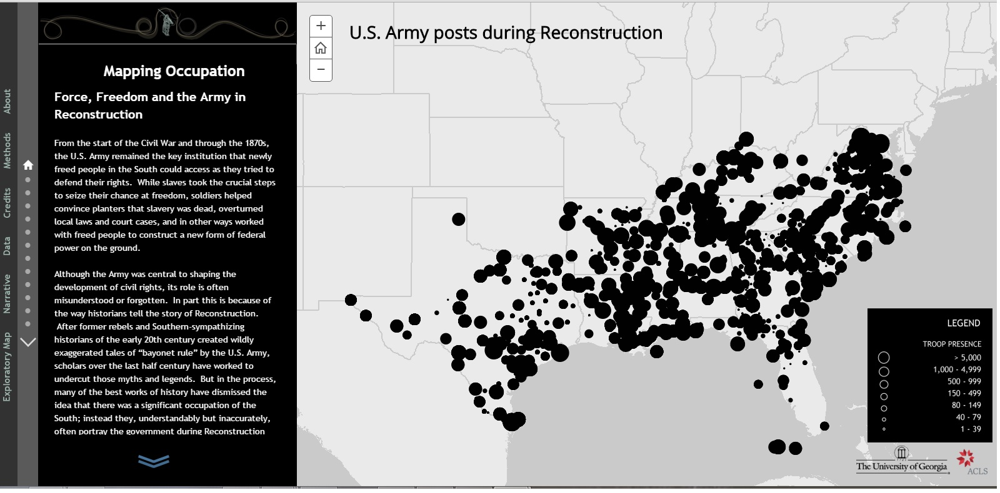 About
Methods
Credits
Data
Narrative
Exploratory Map
Mapping Occupation
Force, Freedom and the Army in
Reconstruction
From the start of the Civil War and through the 1870s,
the U.S. Army remained the key institution that newly
freed people in the South could access as they tried to
defend their rights.  While slaves took the crucial steps
to seize their chance at freedom, soldiers helped
convince planters that slavery was dead, overturned
local laws and court cases, and in other ways worked
with freed people to construct a new form of federal
power on the ground.
Although the Army was central to shaping the
development of civil rights, its role is often
misunderstood or forgotten.  In part this is because of
the way historians tell the story of Reconstruction.
After former rebels and Southern-sympathizing
historians of the early 20th century created wildly
exaggerated tales of “bayonet rule” by the U.S. Army,
scholars over the last half century have worked to
undercut those myths and legends.  But in the process,
many of the best works of history have dismissed the
idea that there was a significant occupation of the
South; instead they, understandably but inaccurately,
often portray the government during Reconstruction
+
−
U.S. Army posts during Reconstruction
LEGEND
TROOP PRESENCE
> 5,000
1,000 - 4,999
500 - 999
150 - 499
80 - 149
40 - 79
1 - 39
The University of Georgia
ACLS